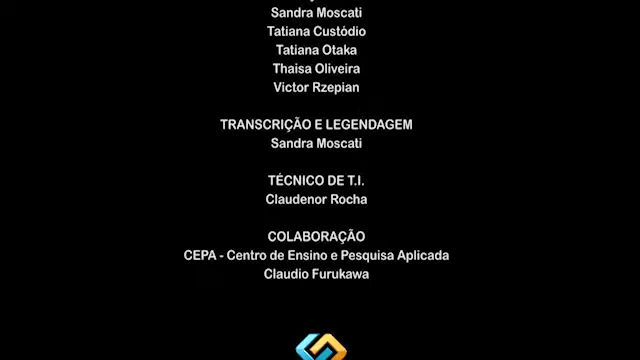 Sandra Moscati
Tatiana Custódio
Tatiana Otaka
Thaisa Oliveira
Victor Rzepian
TRANSCRIÇÃO E LEGENDAGEM
Sandra Moscati
TÉCNICO DE T.I.
Claudenor Rocha
COLABORAÇÃO
CEPA - Centro de Ensino e Pesquisa Aplicada
Claudio Furukawa